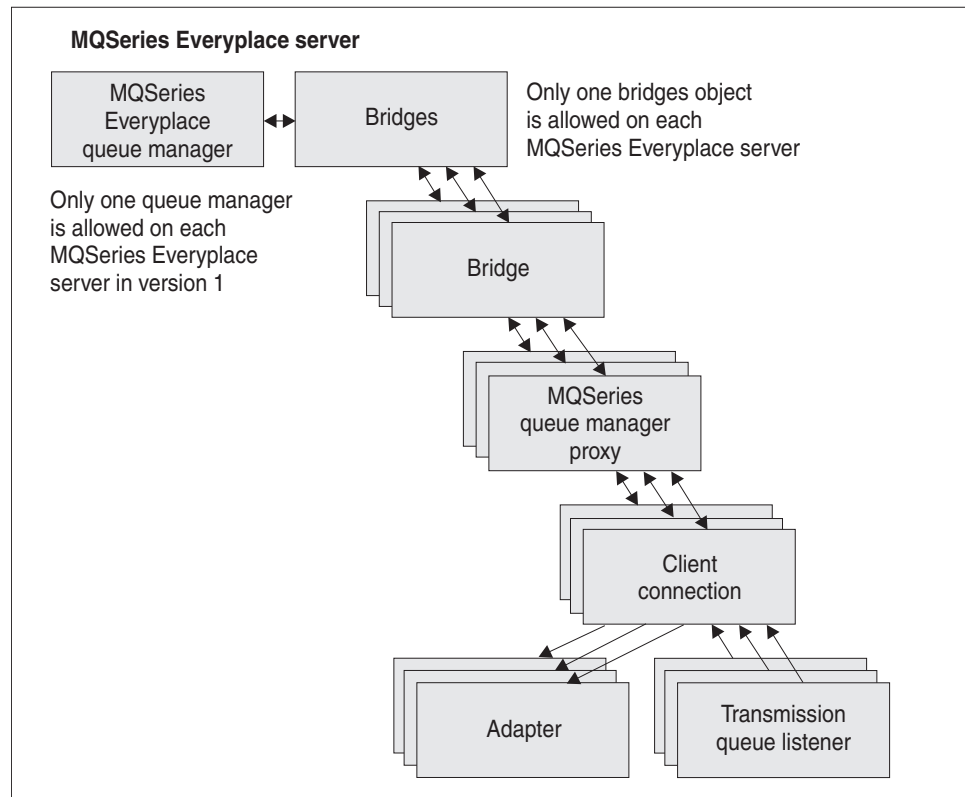 MQSeries Everyplace server
MQSeries
Everyplace
queue manager
Bridges
Only one bridges object
is allowed on each
MQSeries Everyplace server
Only one queue manager
is allowed on each
MQSeries Everyplace
server in version 1
Bridge
MQSeries
queue manager
proxy
Client
connection
Adapter
Transmission
queue listener